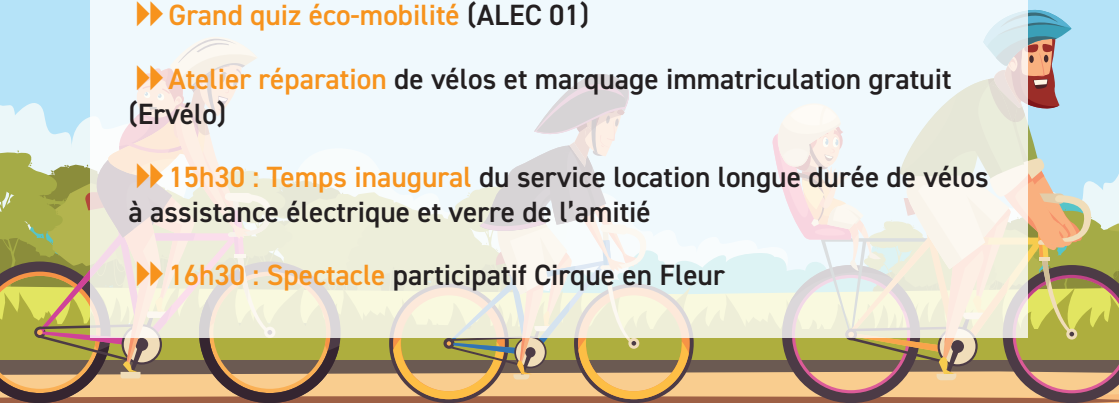 Grand quiz éco-mobilité (ALEC 01)
Atelier réparation de vélos et marquage immatriculation gratuit
(Ervélo)
15h30 : Temps inaugural du service location longue durée de vélos
à assistance électrique et verre de l’amitié
16h30 : Spectacle participatif Cirque en Fleur